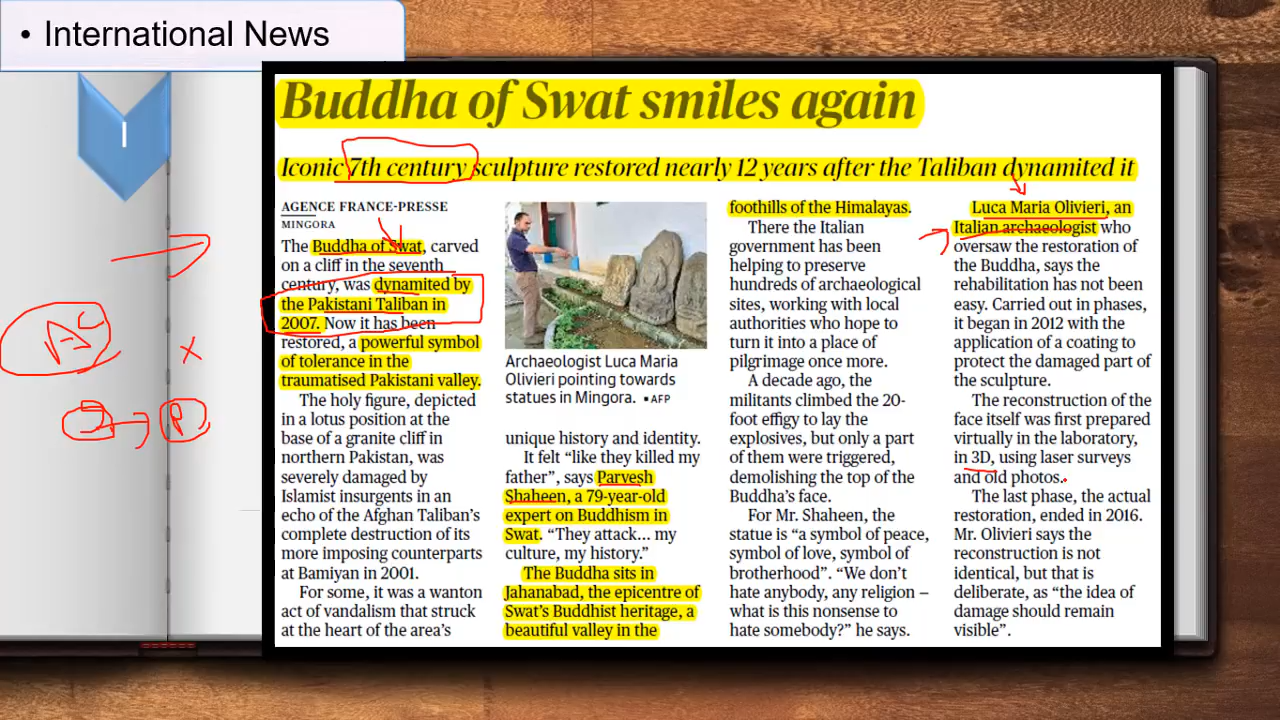 • International News
I
Buddha of Swat smiles again
Iconic 7th century sculpture restored nearly 12 years after the Taliban dynamited it
AGENCE FRANCE-PRESSE
MINGORA
The Buddha of Swat, carved
on a cliff in the seventh
century, was dynamited by
the Pakistani Taliban in
2007. Now it has been
restored, a powerful symbol
of tolerance in the
traumatised Pakistani valley.
The holy figure, depicted
in a lotus position at the
base of a granite cliff in
northern Pakistan, was
severely damaged by
Islamist insurgents in an
echo of the Afghan Taliban's
complete destruction of its
more imposing counterparts
at Bamiyan in 2001.
For some, it was a wanton
act of vandalism that struck
at the heart of the area's
Archaeologist Luca Maria
Olivieri pointing towards
statues in Mingora. • AFP
unique history and identity.
It felt “like they killed my
father”, says Parvesh
Shaheen, a 79-year-old
expert on Buddhism in
Swat. “They attack... my
culture, my history.”
The Buddha sits in
Jahanabad, the epicentre of
Swat's Buddhist heritage, a
beautiful valley in the
foothills of the Himalayas.
There the Italian
government has been
helping to preserve
hundreds of archaeological
sites, working with local
authorities who hope to
turn it into a place of
pilgrimage once more.
A decade ago, the
militants climbed the 20-
foot effigy to lay the
explosives, but only a part
of them were triggered,
demolishing the top of the
Buddha's face.
For Mr. Shaheen, the
statue is “a symbol of peace,
symbol of love, symbol of
brotherhood”. “We don't
hate anybody, any religion –
what is this nonsense to
hate somebody?” he says.
Luca Maria Olivieri, an
Italian archaeologist who
oversaw the restoration of
the Buddha, says the
rehabilitation has not been
easy. Carried out in phases,
it began in 2012 with the
application of a coating to
protect the damaged part of
the sculpture.
The reconstruction of the
face itself was first prepared
virtually in the laboratory,
in 3D, using laser surveys
and old photos.
The last phase, the actual
restoration, ended in 2016.
Mr. Olivieri says the
reconstruction is not
identical, but that is
deliberate, as “the idea of
damage should remain
visible”.